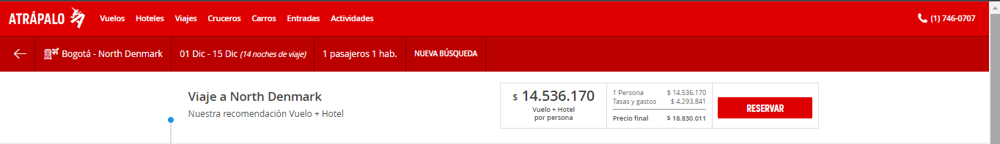 ATRÁPALO Vuelos Hoteles Viajes Cruceros Carros Entradas Actividades (1) 746-0707
Bogotá - North Denmark 01 Dic - 15 Dic (14 noches de viaje) 1 pasajeros 1 hab. NUEVA BÚSQUEDA
Viaje a North Denmark
Nuestra recomendación Vuelo + Hotel
$ 14.536.170
Vuelo + Hotel
por persona
1 Persona $ 14.536.170
Tasas y gastos $ 4.293.841
Precio final $ 18.830.011
RESERVAR